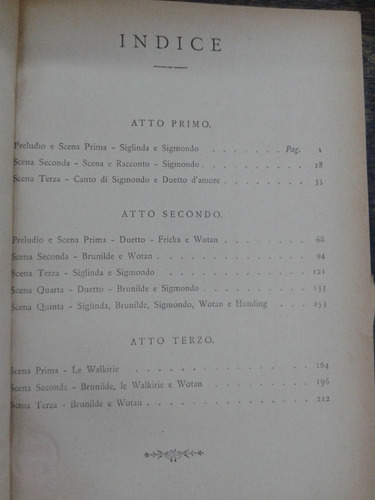 INDICE
ATTO PRIMO.
Preludio e Scena Prima - Siglinda e Sigmondo . . . . . . . Pag. 1
Scena Seconda - Scena e Racconto - Sigmondo . . . . . . . . . 18
Scena Terza - Canto di Sigmondo e Duetto d'amore . . . . . . . 35
ATTO SECONDO.
Preludio e Scena Prima - Duetto - Fricka e Wotan . . . . . . . . 68
Scena Seconda - Brunilde e Wotan . . . . . . . . . . . . 94
Scena Terza - Siglinda e Sigmondo . . . . . . . . . . . 121
Scena Quarta - Duetto - Brunilde e Sigmondo . . . . . . . . 133
Scena Quinta - Siglinda, Brunilde, Sigmondo, Wotan e Hunding . . . . 153
ATTO TERZO.
Scena Prima - Le Walkirie . . . . . . . . . . . . . 164
Scena Seconda - Brunilde, le Walkirie e Wotan . . . . . . . . 196
Scena Terza - Brunilde e Wotan . . . . . . . . . . . . 212